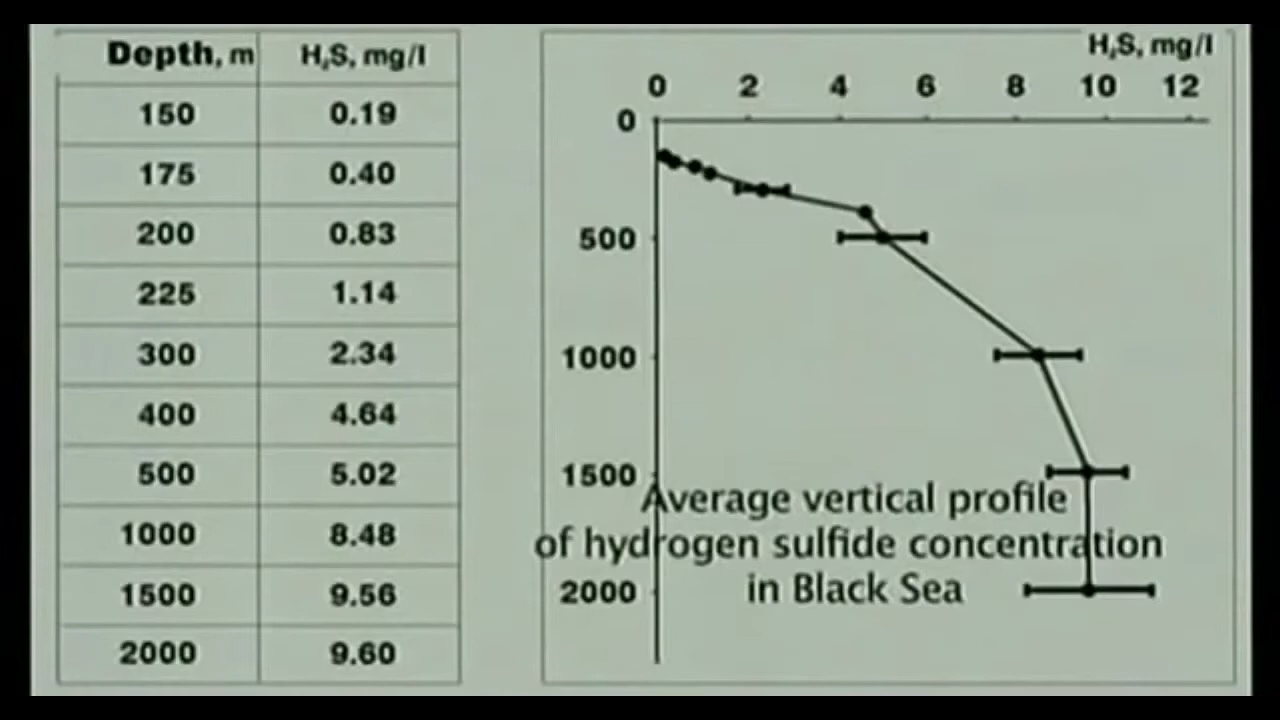 Depth, m H₂S, mg/l
150 0.19
175 0.40
200 0.83
225 1.14
300 2.34
400 4.64
500 5.02
1000 8.48
1500 9.56
2000 9.60
H₂S, mg/l
0 2 4 6 8 10 12
0
500
1000
1500
2000
Average vertical profile
of hydrogen sulfide concentration
in Black Sea